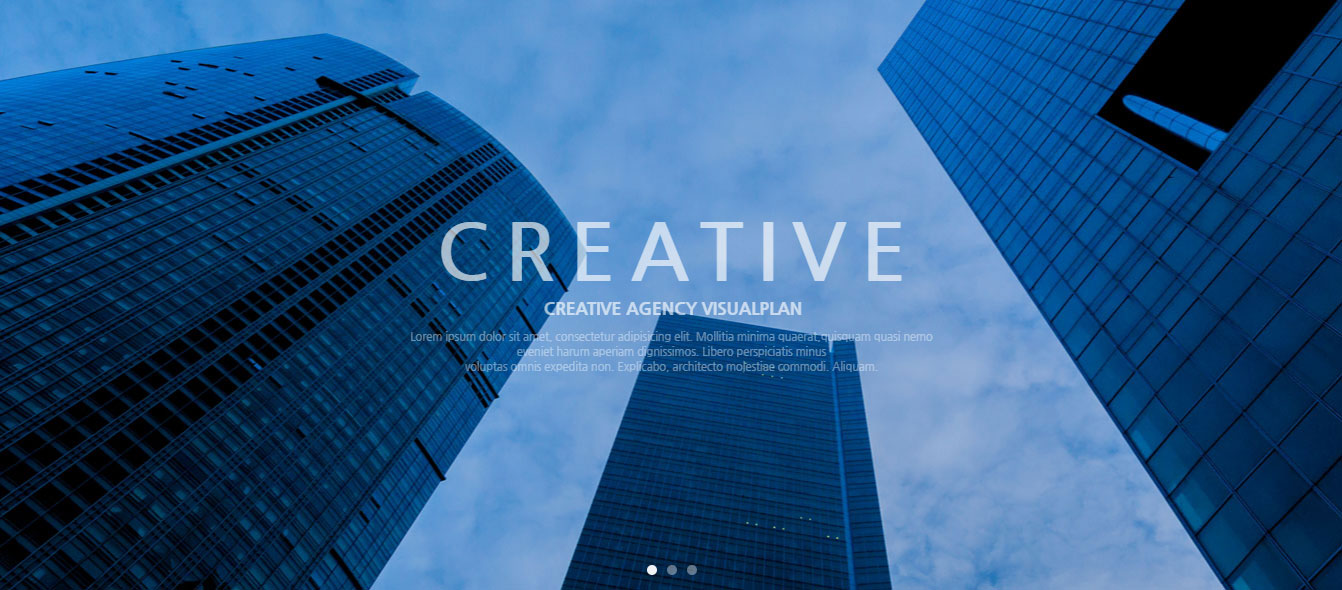 CREATIVE
CREATIVE AGENCY VISUALPLAN
Lorem ipsum dolor sit amet, consectetur adipisicing elit. Mollitia minima quaerat quisquam quasi nemo
eveniet harum aperiam dignissimos. Libero perspiciatis minus
voluptas omnis expedita non. Explicabo, architecto molestiae commodi. Aliquam.